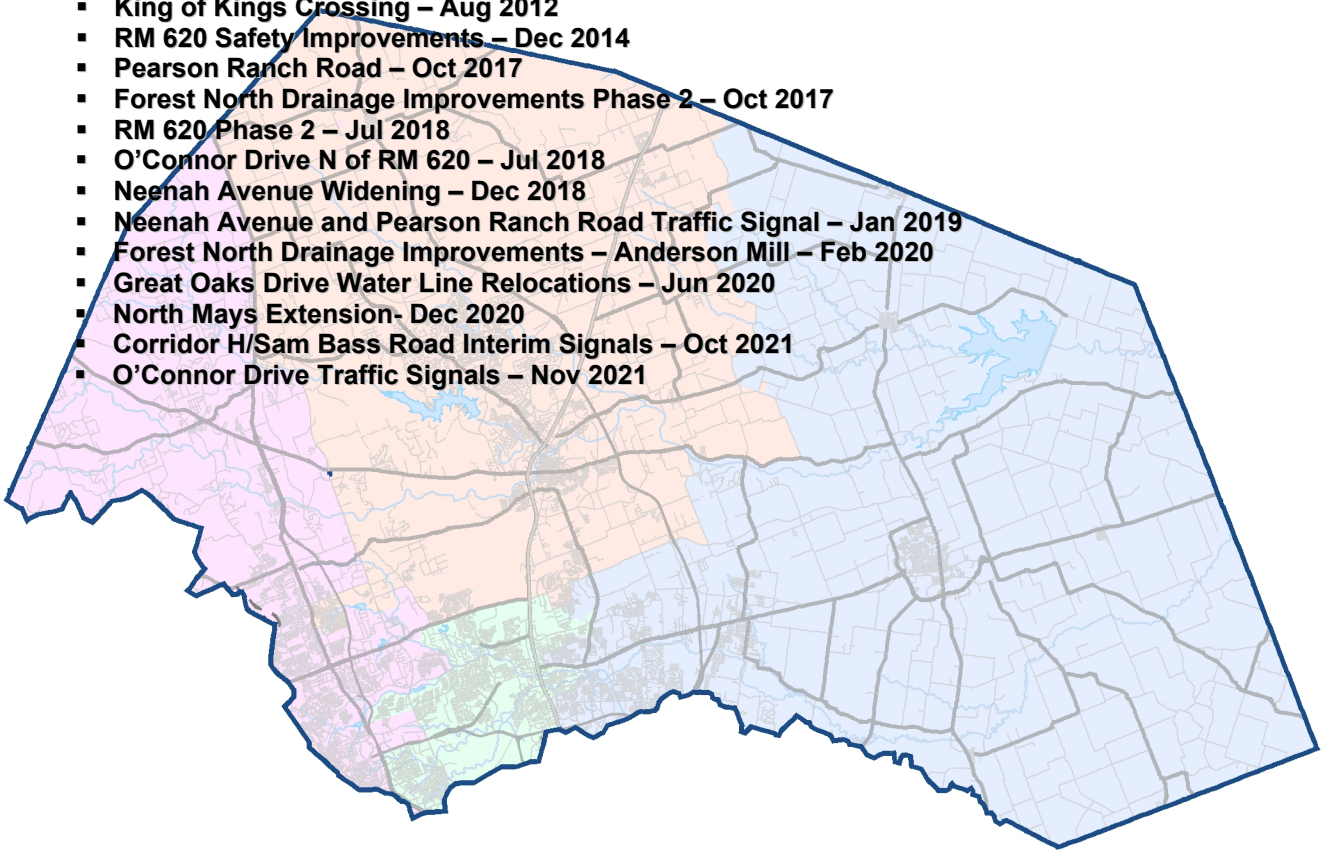 ▪ King of Kings Crossing – Aug 2012
▪ RM 620 Safety Improvements – Dec 2014
▪ Pearson Ranch Road – Oct 2017
▪ Forest North Drainage Improvements Phase 2 – Oct 2017
▪ RM 620 Phase 2 – Jul 2018
▪ O’Connor Drive N of RM 620 – Jul 2018
▪ Neenah Avenue Widening – Dec 2018
▪ Neenah Avenue and Pearson Ranch Road Traffic Signal – Jan 2019
▪ Forest North Drainage Improvements – Anderson Mill – Feb 2020
▪ Great Oaks Drive Water Line Relocations – Jun 2020
▪ North Mays Extension- Dec 2020
▪ Corridor H/Sam Bass Road Interim Signals – Oct 2021
▪ O’Connor Drive Traffic Signals – Nov 2021